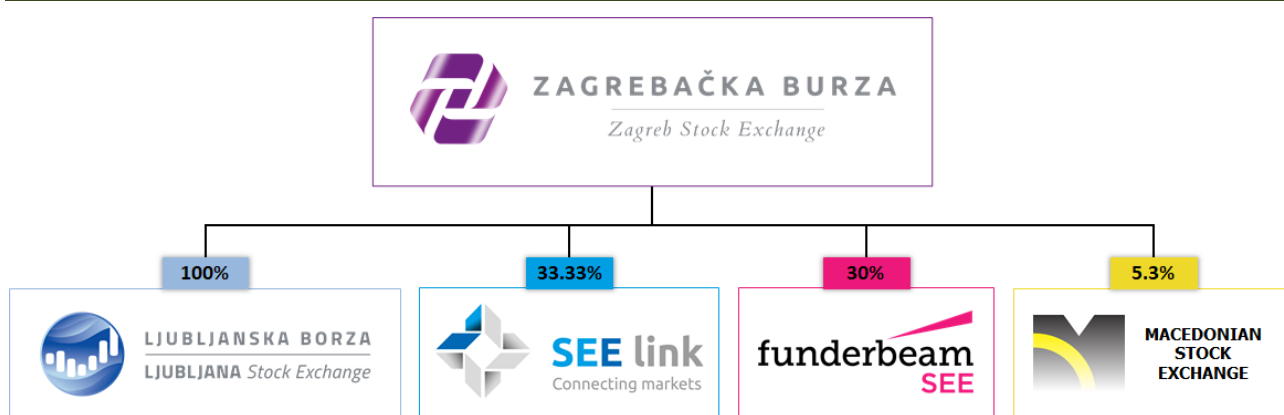 ZAGREBAČKA BURZA
Zagreb Stock Exchange
100%
33.33%
30%
5.3%
LJUBLJANSKA BORZA
LJUBLJANA Stock Exchange
SEE link
Connecting markets
funderbeam
SEE
MACEDONIAN
STOCK
EXCHANGE